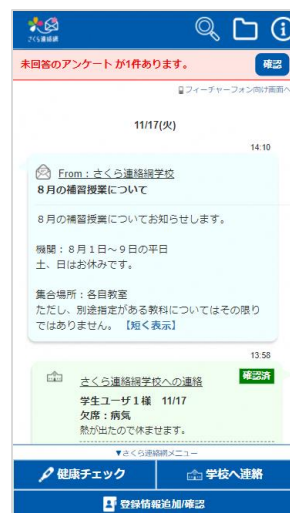 さくら連絡網
未回答のアンケート が1件あります。 確認
フィーチャーフォン向け画面へ
11/17(火)
14:10
From：さくら連絡網学校
8月の補習授業について
8月の補習授業についてお知らせします。
機関：8月1日～9日の平日
土、日はお休みです。
集合場所：各自教室
ただし、別途指定がある教科についてはその限
りではありません。 【短く表示】
13:58
さくら連絡網学校への連絡 確認済
学生ユーザ1様 11/17
欠席：病気
熱が出たので休ませます。
▼さくら連絡網メニュー
健康チェック 学校へ連絡
登録情報追加/確認